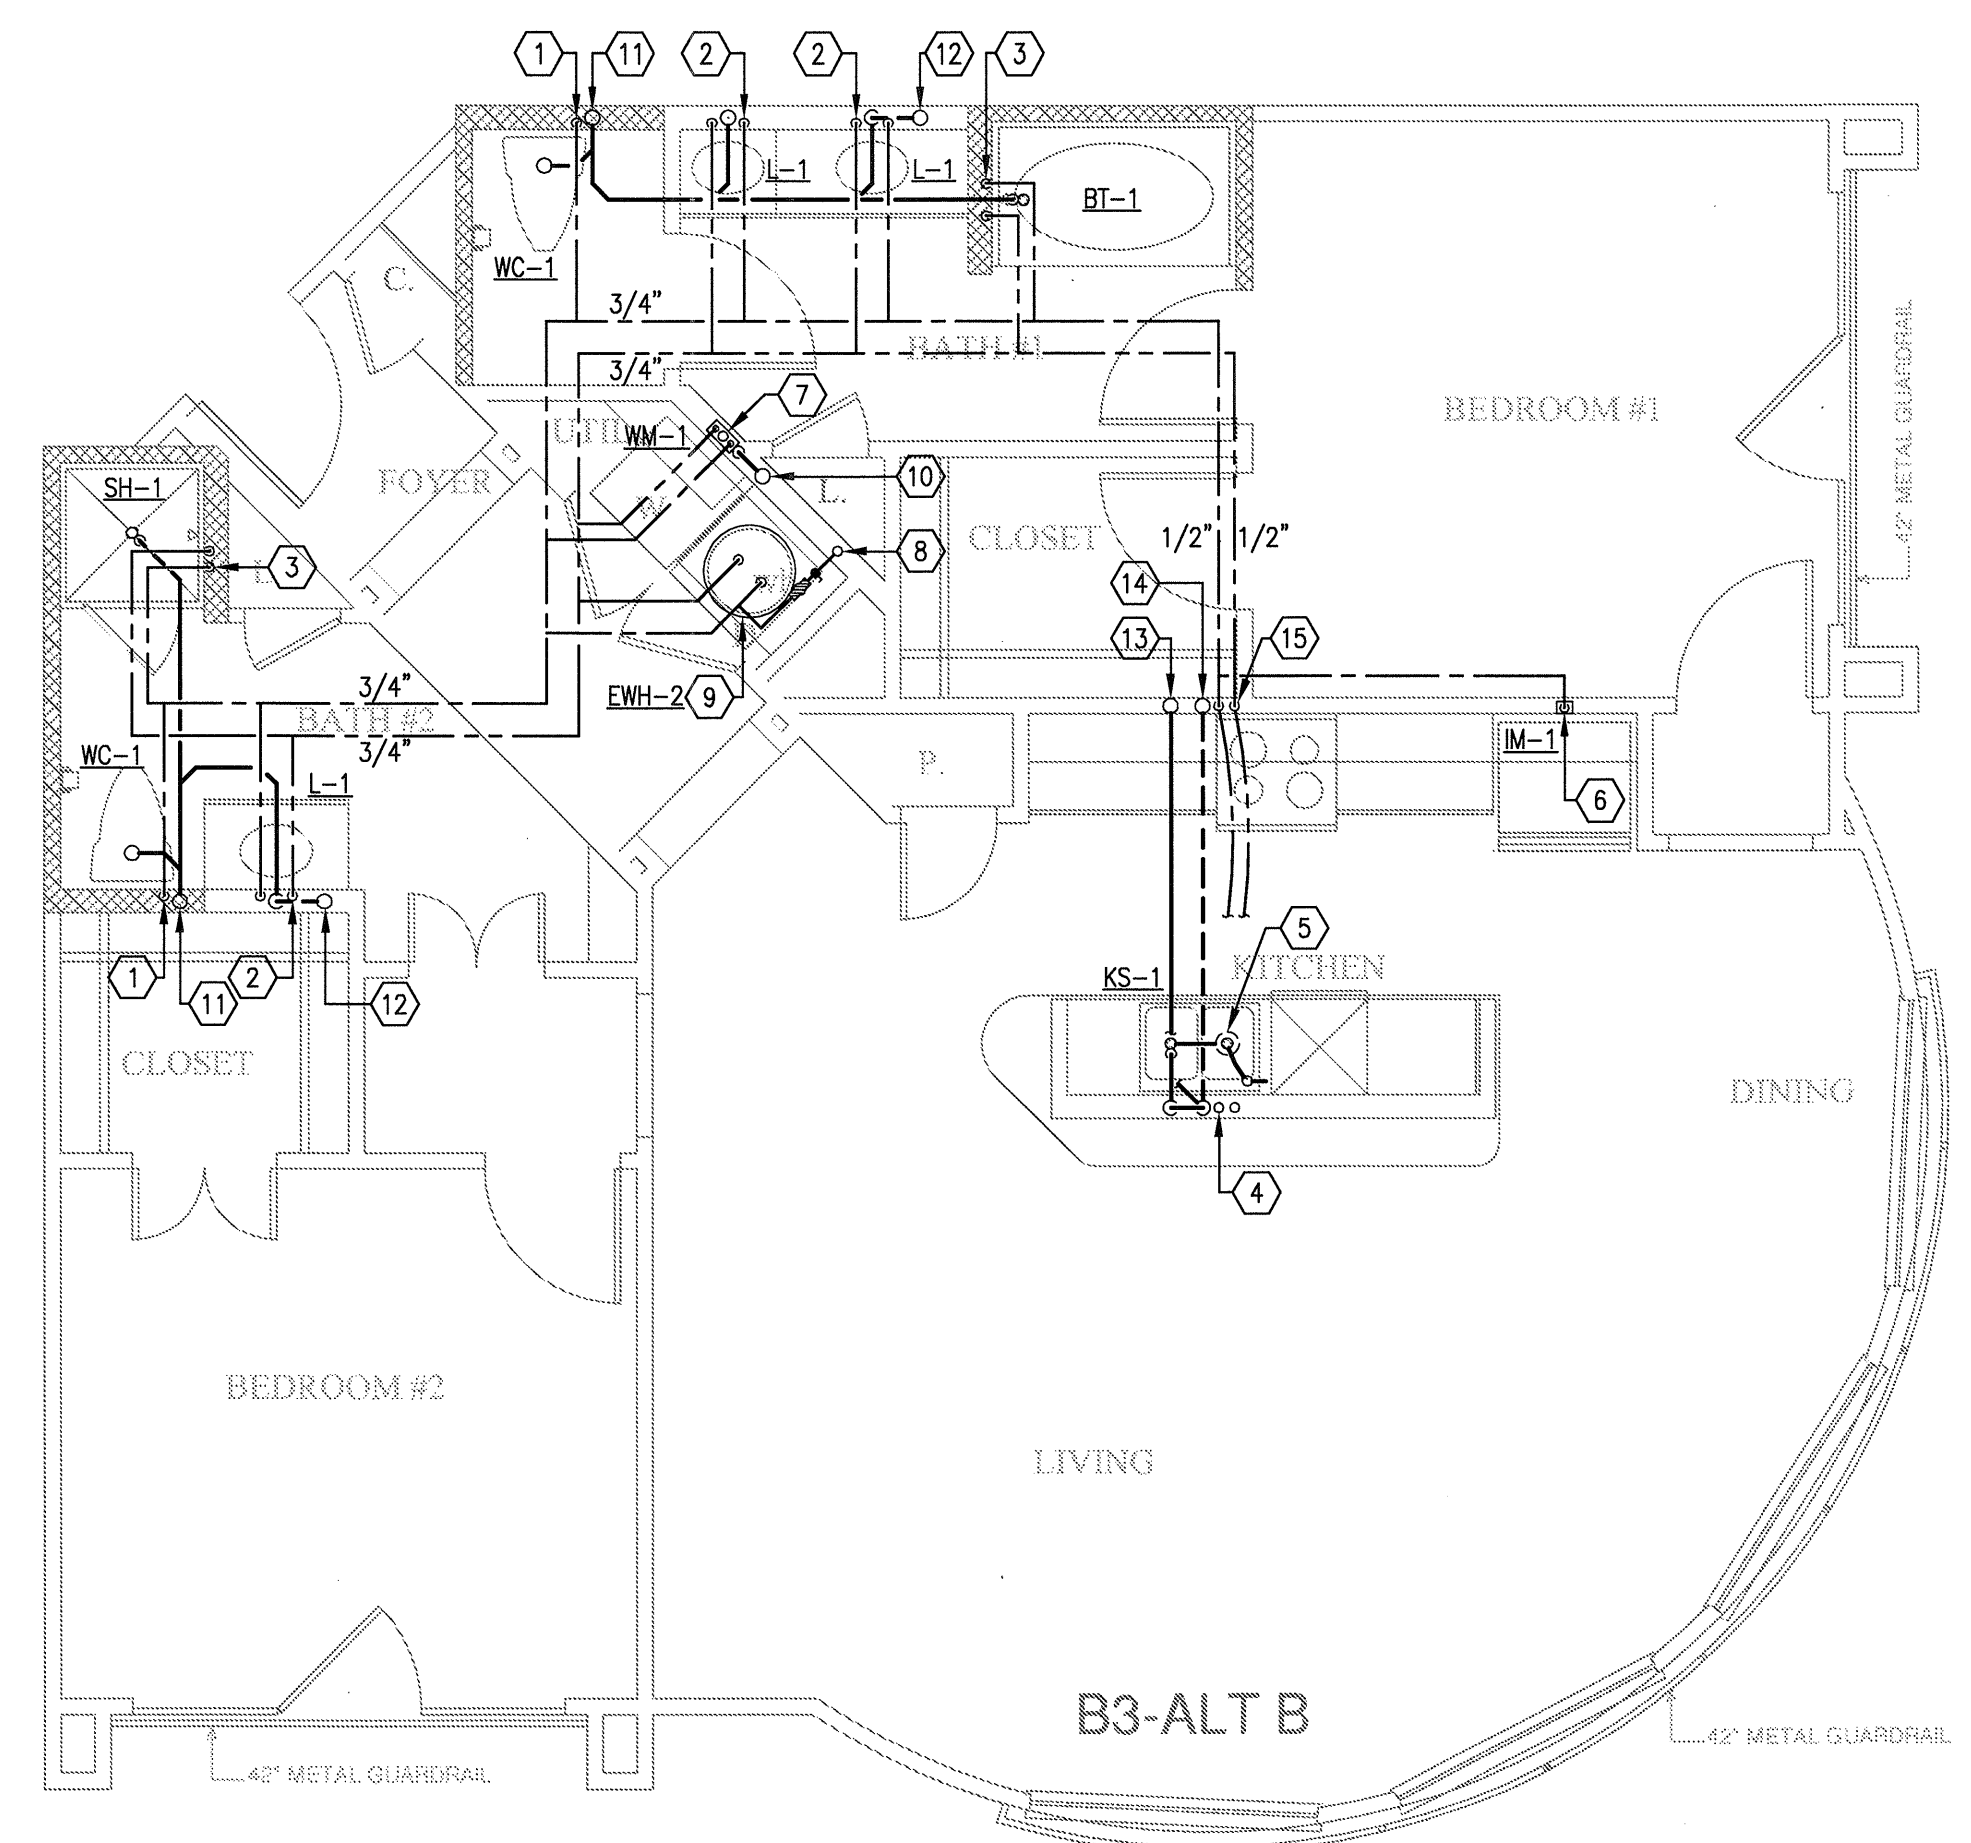 1 11 2 2 12 3
L-1 L-1
BT-1
WC-1
C.
3/4"
BATH #1
3/4"
7
BEDROOM #1
42" METAL GUARDRAIL
WM-1
FOYER
10
SH-1
L.
CLOSET
1/2" 1/2"
8
3
14
13
15
EWH-2 9
3/4"
BATH #2
3/4"
WC-1
IM-1
P.
L-1
6
5
KITCHEN
KS-1
1 2
11 12
CLOSET
DINING
4
BEDROOM #2
LIVING
B3-ALT B
42" METAL GUARDRAIL
42" METAL GUARDRAIL